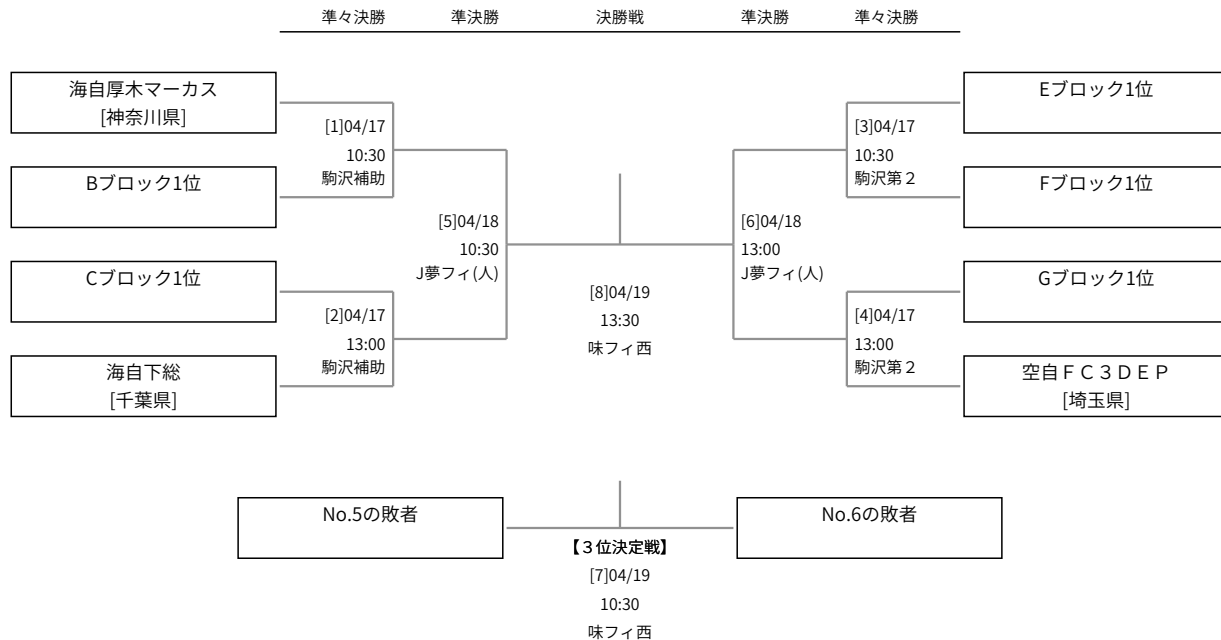 準々決勝 準決勝 決勝戦 準決勝 準々決勝
海自厚木マーカス
[神奈川県]
[1]04/17
10:30
駒沢補助
Bブロック1位
[5]04/18
10:30
J夢フィ(人)
Cブロック1位
[2]04/17
13:00
駒沢補助
海自下総
[千葉県]
[8]04/19
13:30
味フィ西
Eブロック1位
[3]04/17
10:30
駒沢第２
Fブロック1位
[6]04/18
13:00
J夢フィ(人)
Gブロック1位
[4]04/17
13:00
駒沢第２
空自ＦＣ３ＤＥＰ
[埼玉県]
No.5の敗者
No.6の敗者
【３位決定戦】
[7]04/19
10:30
味フィ西